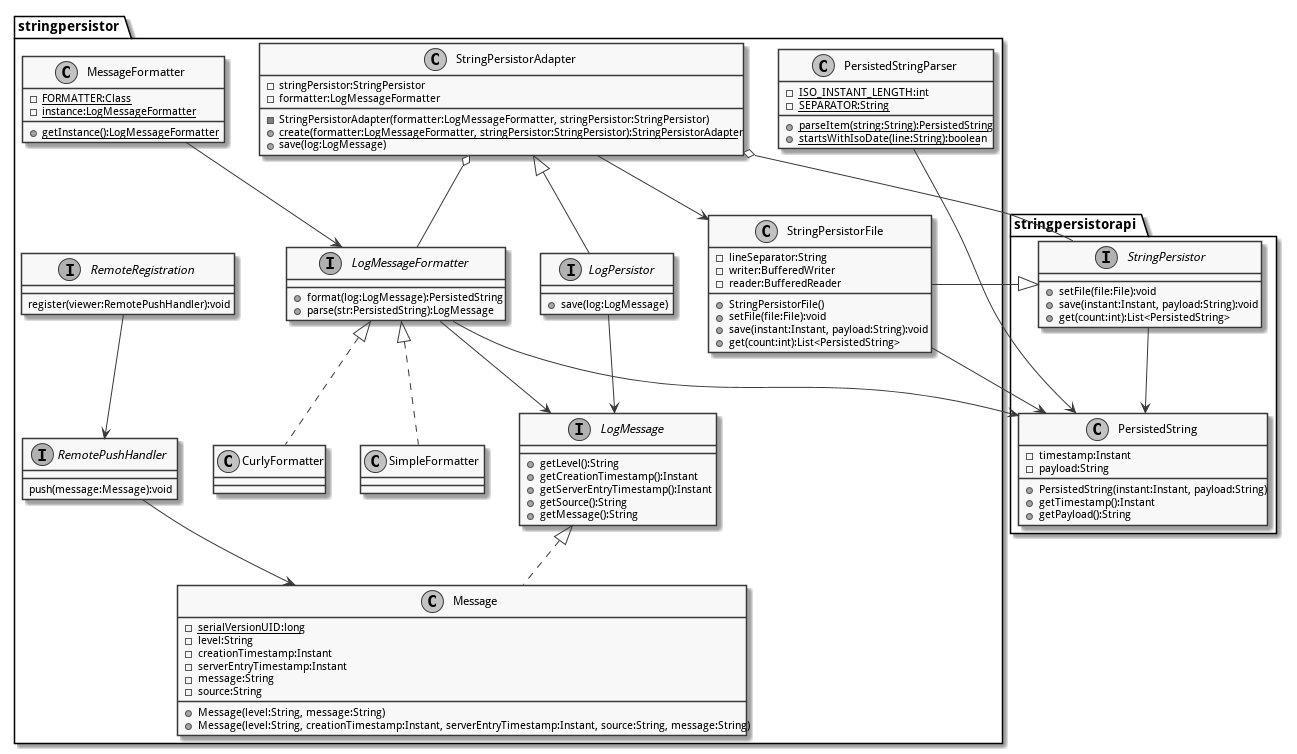 stringpersistor
C MessageFormatter
FORMATTER:Class
instance:LogMessageFormatter
getInstance():LogMessageFormatter
C StringPersistorAdapter
stringPersistor:StringPersistor
formatter:LogMessageFormatter
StringPersistorAdapter(formatter:LogMessageFormatter, stringPersistor:StringPersistor)
create(formatter:LogMessageFormatter, stringPersistor:StringPersistor):StringPersistorAdapter
save(log:LogMessage)
C PersistedStringParser
ISO_INSTANT_LENGTH:int
SEPARATOR:String
parseItem(string:String):PersistedString
startsWithIsoDate(line:String):boolean
I RemoteRegistration
register(viewer:RemotePushHandler):void
I LogMessageFormatter
format(log:LogMessage):PersistedString
parse(str:PersistedString):LogMessage
I LogPersistor
save(log:LogMessage)
C StringPersistorFile
lineSeparator:String
writer:BufferedWriter
reader:BufferedReader
StringPersistorFile()
setFile(file:File):void
save(instant:Instant, payload:String):void
get(count:int):List<PersistedString>
stringpersistorapi
I StringPersistor
setFile(file:File):void
save(instant:Instant, payload:String):void
get(count:int):List<PersistedString>
I RemotePushHandler
push(message:Message):void
C CurlyFormatter
C SimpleFormatter
I LogMessage
getLevel():String
getCreationTimestamp():Instant
getServerEntryTimestamp():Instant
getSource():String
getMessage():String
C PersistedString
timestamp:Instant
payload:String
PersistedString(instant:Instant, payload:String)
getTimestamp():Instant
getPayload():String
C Message
serialVersionUID:long
level:String
creationTimestamp:Instant
serverEntryTimestamp:Instant
message:String
source:String
Message(level:String, message:String)
Message(level:String, creationTimestamp:Instant, serverEntryTimestamp:Instant, source:String, message:String)